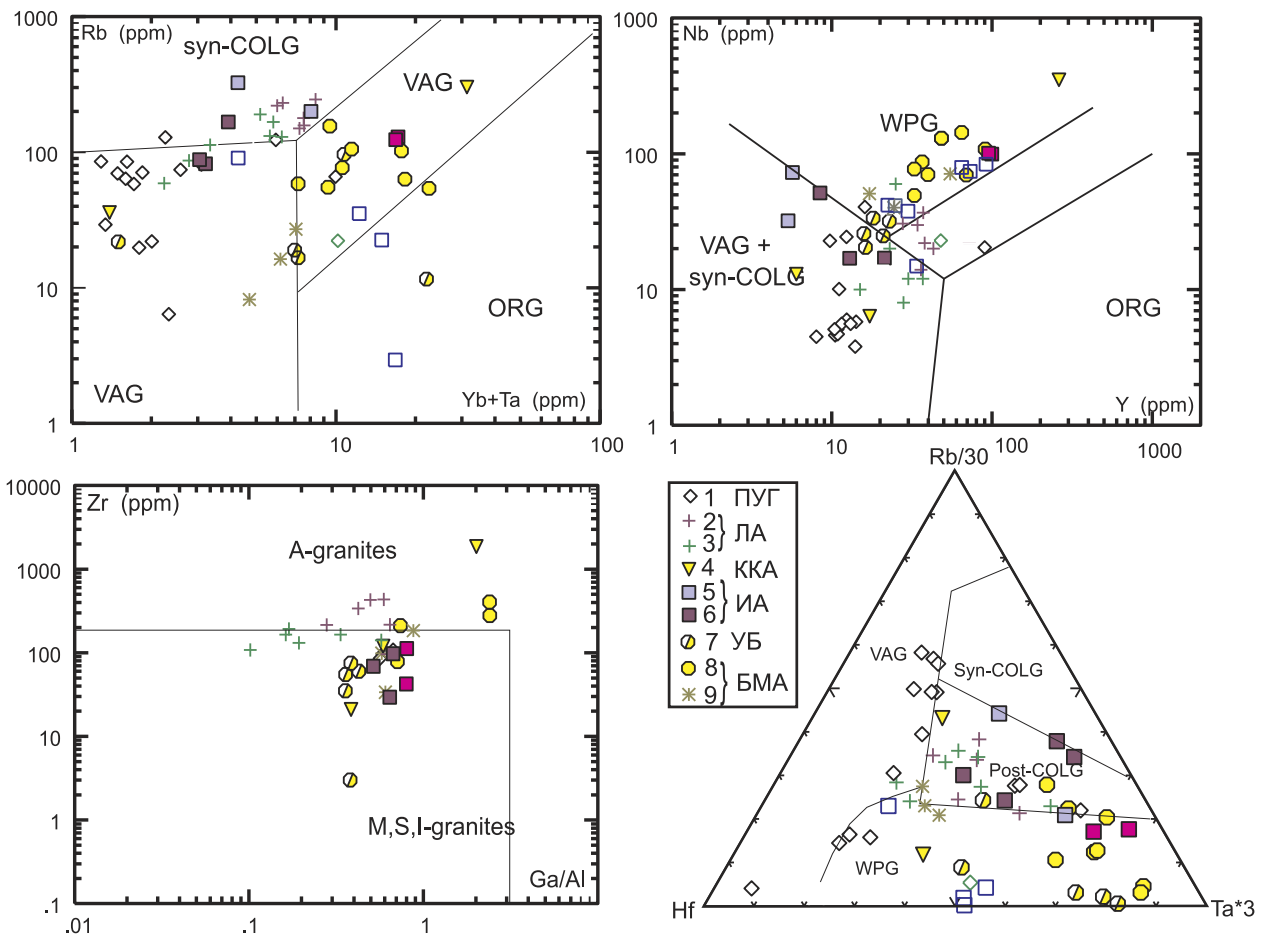 1000
Rb (ppm)
syn-COLG
VAG
100
10
ORG
VAG
Yb+Ta (ppm)
1
1 10 100
1000
Nb (ppm)
WPG
100
VAG +
syn-COLG
10
ORG
Y (ppm)
1
1 10 100 1000
10000
Zr (ppm)
A-granites
1000
100
10
M,S,I-granites
1
Ga/Al
.1
.01 .1 1
1 ПУГ
2
3 } ЛА
4 ККА
5
6 } ИА
7 УБ
8
9 } БМА
Rb/30
VAG
Syn-COLG
Post-COLG
WPG
Hf
Ta*3